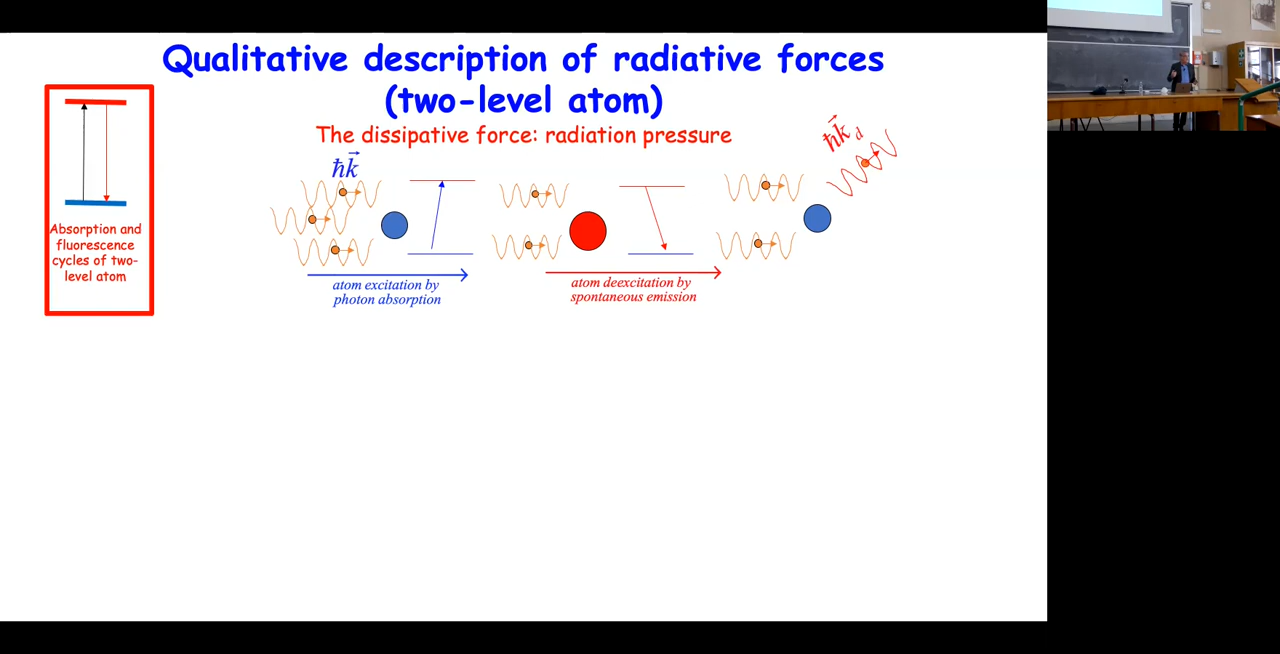 Qualitative description of radiative forces
(two-level atom)
The dissipative force: radiation pressure
Absorption and
fluorescence
cycles of two-
level atom
ℏk⃗
atom excitation by
photon absorption
atom deexcitation by
spontaneous emission
ℏk⃗_d